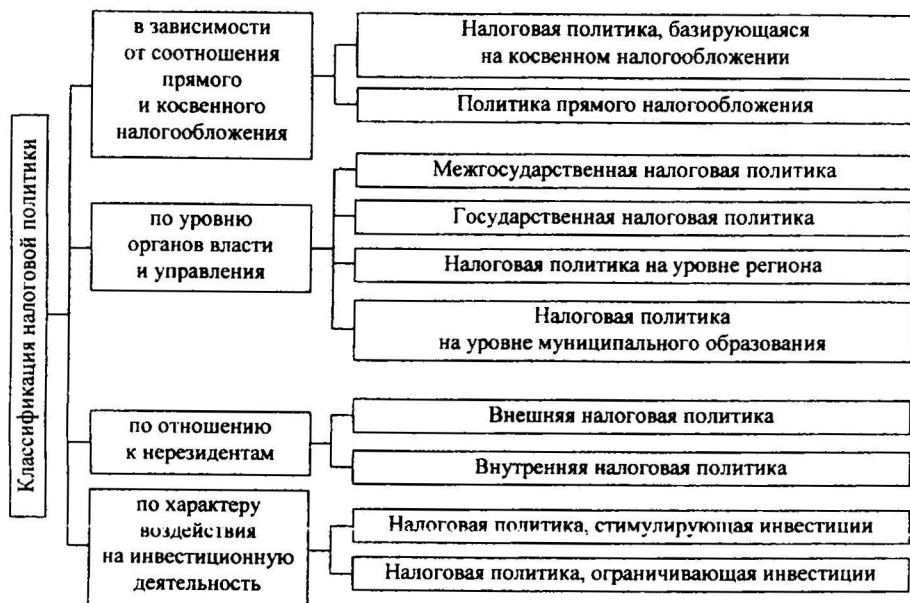 Классификация налоговой политики
в зависимости
от соотношения
прямого
и косвенного
налогообложения
Налоговая политика, базирующаяся
на косвенном налогообложении
Политика прямого налогообложения
по уровню
органов власти
и управления
Межгосударственная налоговая политика
Государственная налоговая политика
Налоговая политика на уровне региона
Налоговая политика
на уровне муниципального образования
по отношению
к нерезидентам
Внешняя налоговая политика
Внутренняя налоговая политика
по характеру
воздействия
на инвестиционную
деятельность
Налоговая политика, стимулирующая инвестиции
Налоговая политика, ограничивающая инвестиции